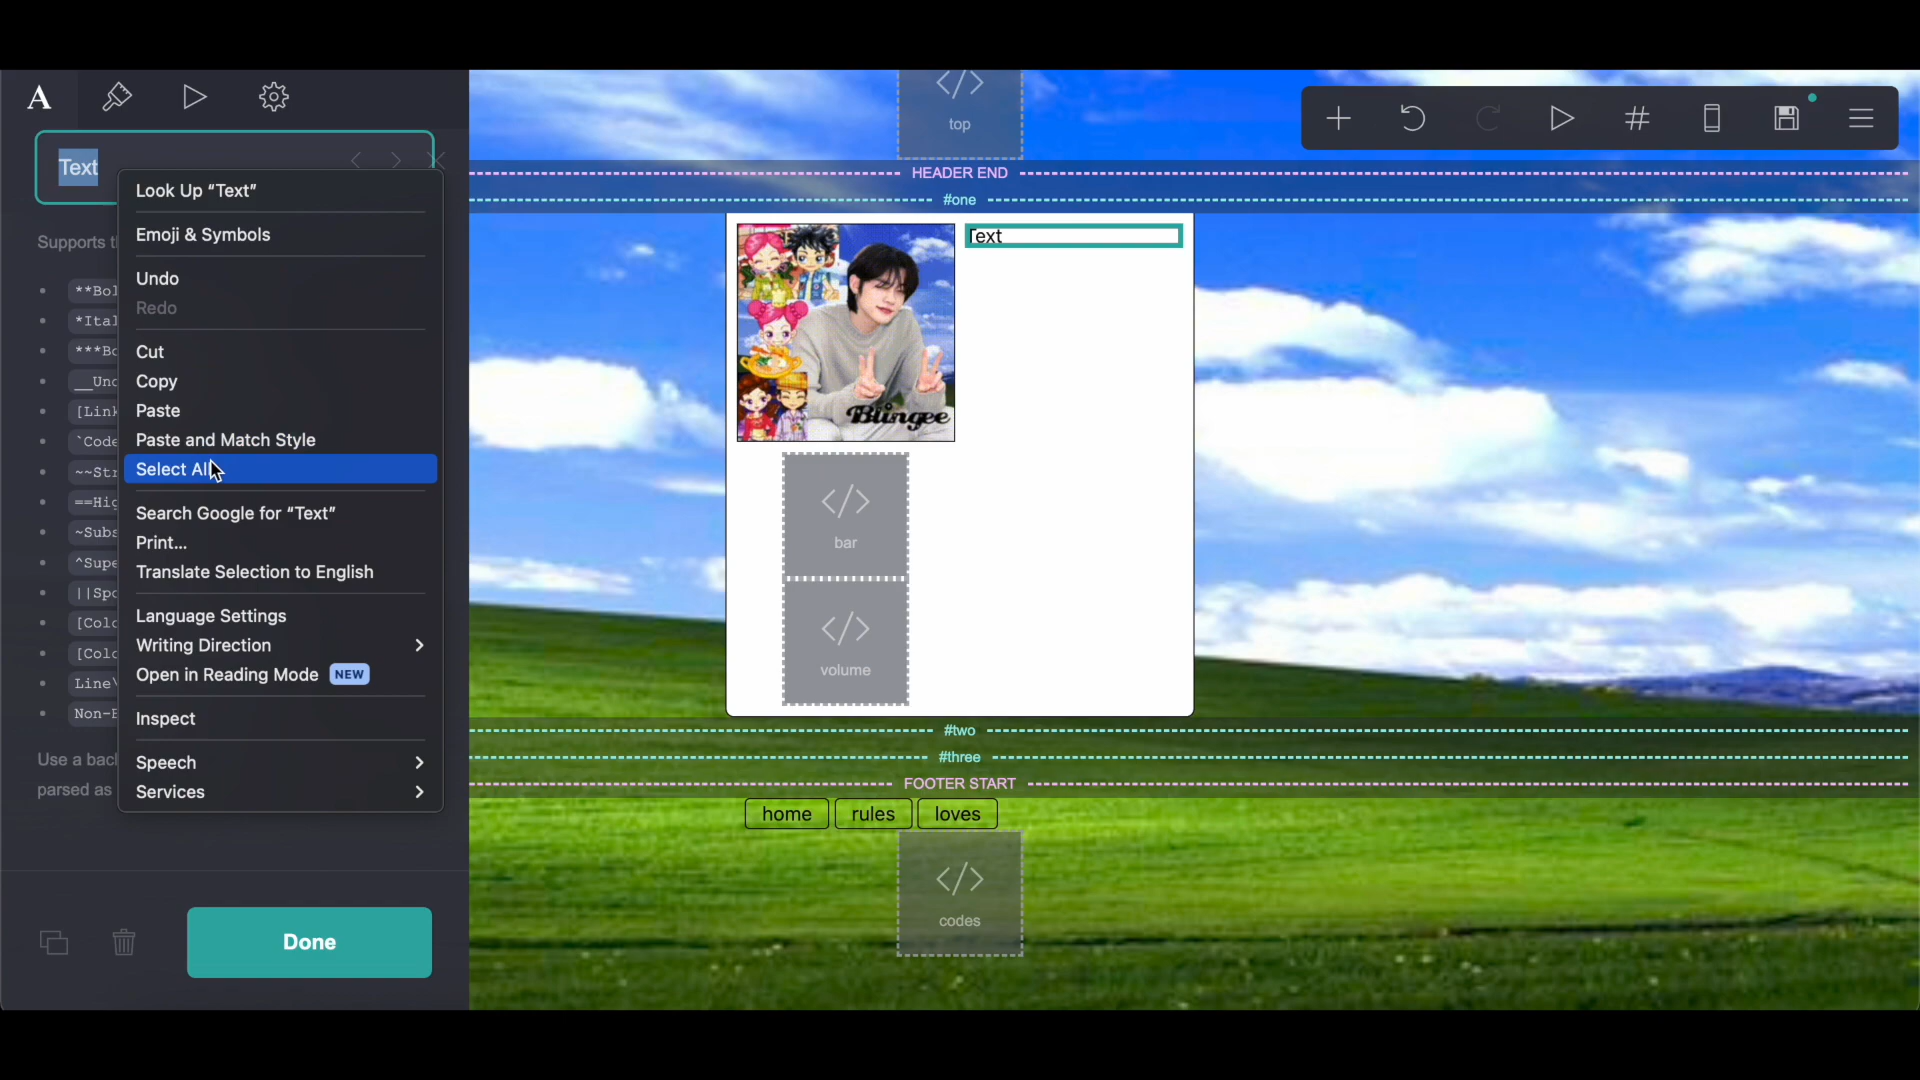 A
Text
Look Up “Text”
Emoji & Symbols
Undo
Redo
Cut
Copy
Paste
Paste and Match Style
Select All
Search Google for “Text”
Print...
Translate Selection to English
Language Settings
Writing Direction
Open in Reading Mode NEW
Inspect
Speech
Services
Supports
**Bol
*Ital
***Bo
__Und
[Link
`Code
~~Str
==Hig
~Subs
^Supe
||Spo
[Colo
[Colo
Line\
Non-B
Use a bac
parsed as
Done
</> top
HEADER END
#one
Text
Blingee
</> bar
</> volume
#two
#three
FOOTER START
home rules loves
</> codes